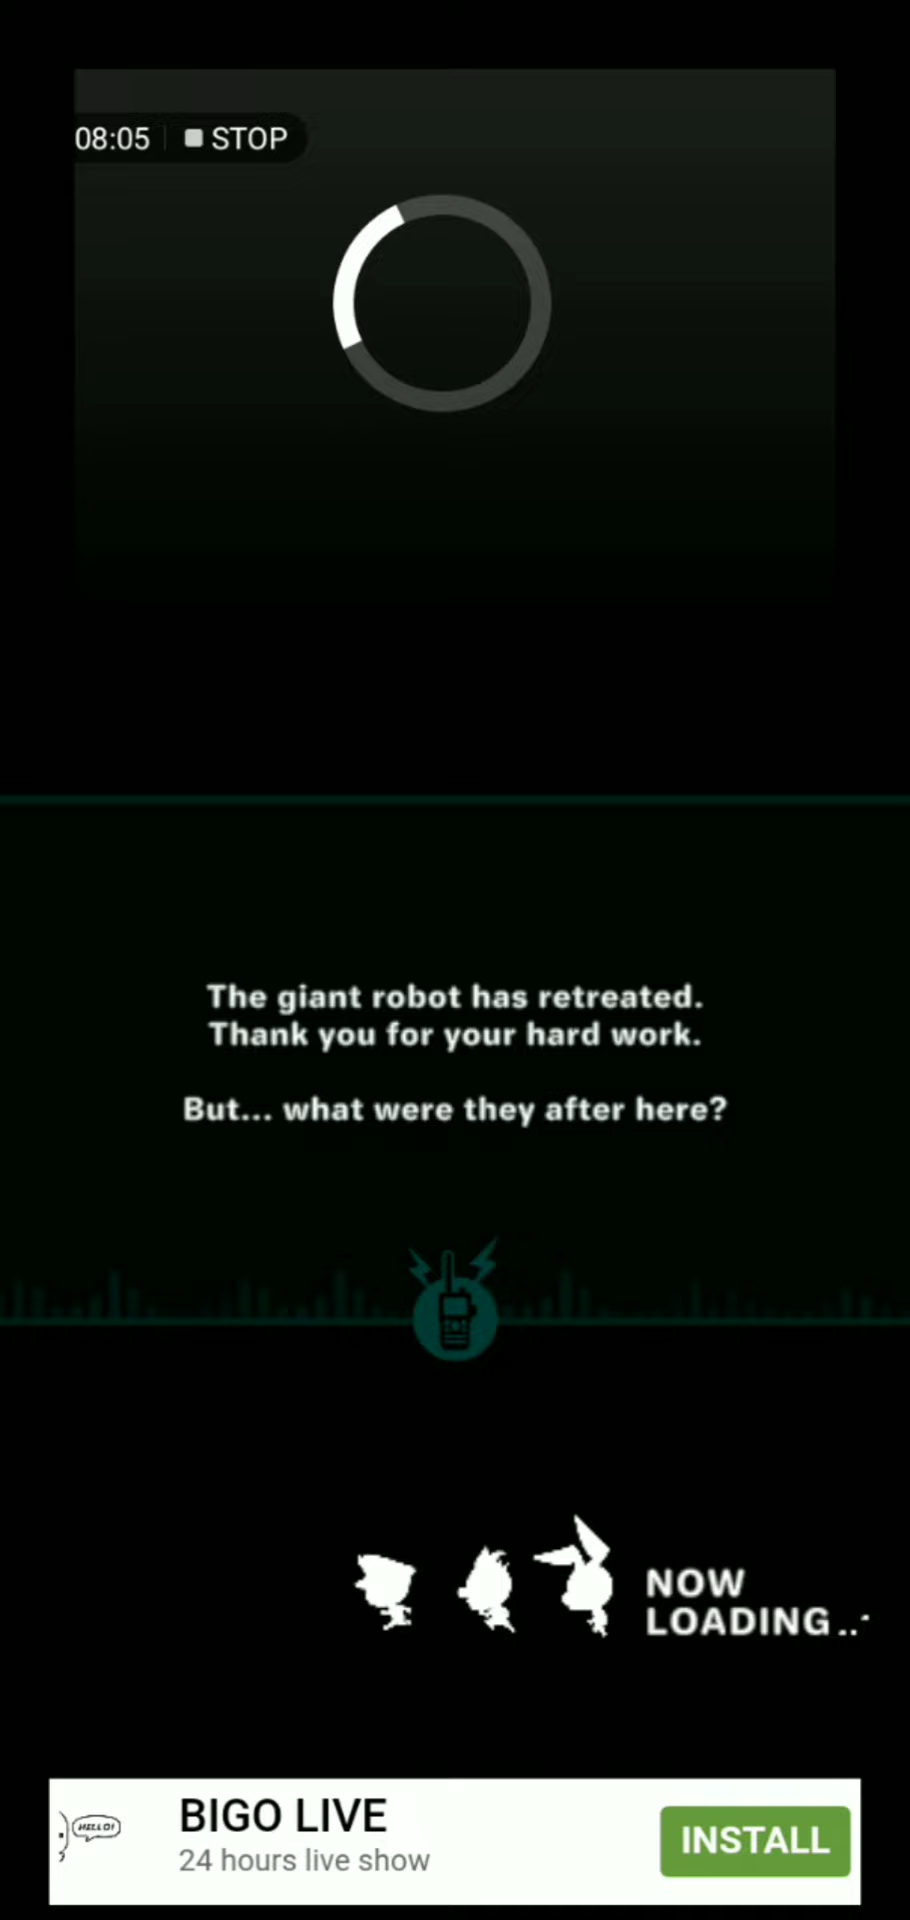 08:05 STOP
The giant robot has retreated.
Thank you for your hard work.
But... what were they after here?
NOW
LOADING...
HELLO!
BIGO LIVE
24 hours live show
INSTALL